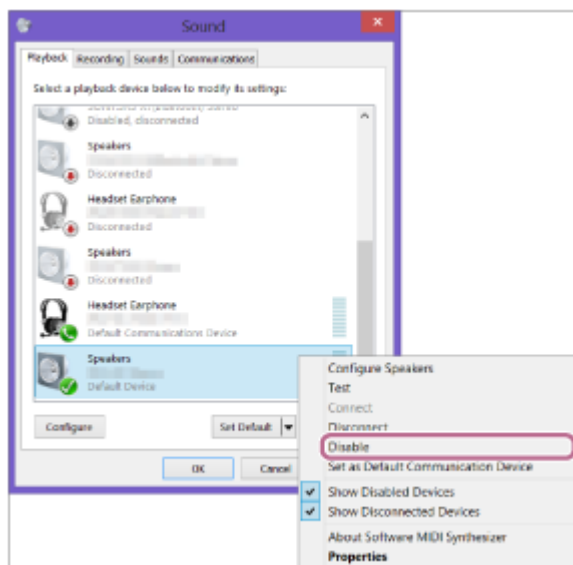 Sound
Playback Recording Sounds Communications
Select a playback device below to modify its settings:
Disabled, disconnected
Speakers
Disconnected
Headset Earphone
Disconnected
Speakers
Disconnected
Headset Earphone
Default Communications Device
Speakers
Default Device
Configure
Set Default
OK
Cancel
Configure Speakers
Test
Connect
Disconnect
Disable
Set as Default Communication Device
Show Disabled Devices
Show Disconnected Devices
About Software MIDI Synthesizer
Properties